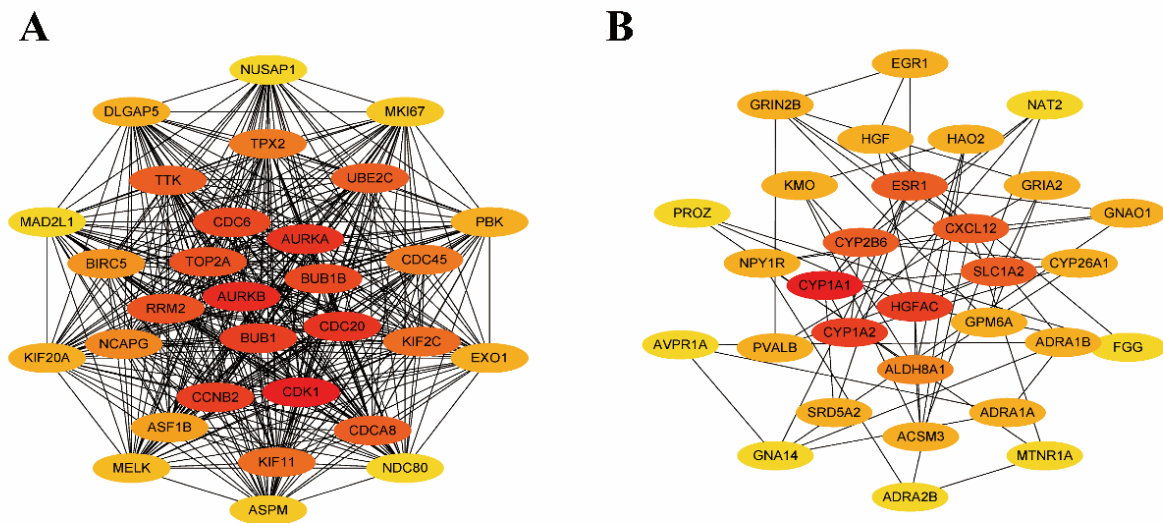 A
NUSAP1
DLGAP5
MKI67
TPX2
TTK
UBE2C
MAD2L1
CDC6
PBK
AURKA
BIRC5
TOP2A
CDC45
BUB1B
AURKB
RRM2
CDC20
NCAPG
BUB1
KIF2C
KIF20A
EXO1
CCNB2
CDK1
ASF1B
CDCA8
MELK
KIF11
NDC80
ASPM
B
EGR1
GRIN2B
NAT2
HGF
HAO2
KMO
ESR1
GRIA2
PROZ
CXCL12
GNAO1
CYP2B6
NPY1R
SLC1A2
CYP26A1
CYP1A1
HGFAC
GPM6A
CYP1A2
AVPR1A
PVALB
ADRA1B
FGG
ALDH8A1
SRD5A2
ADRA1A
ACSM3
GNA14
MTNR1A
ADRA2B